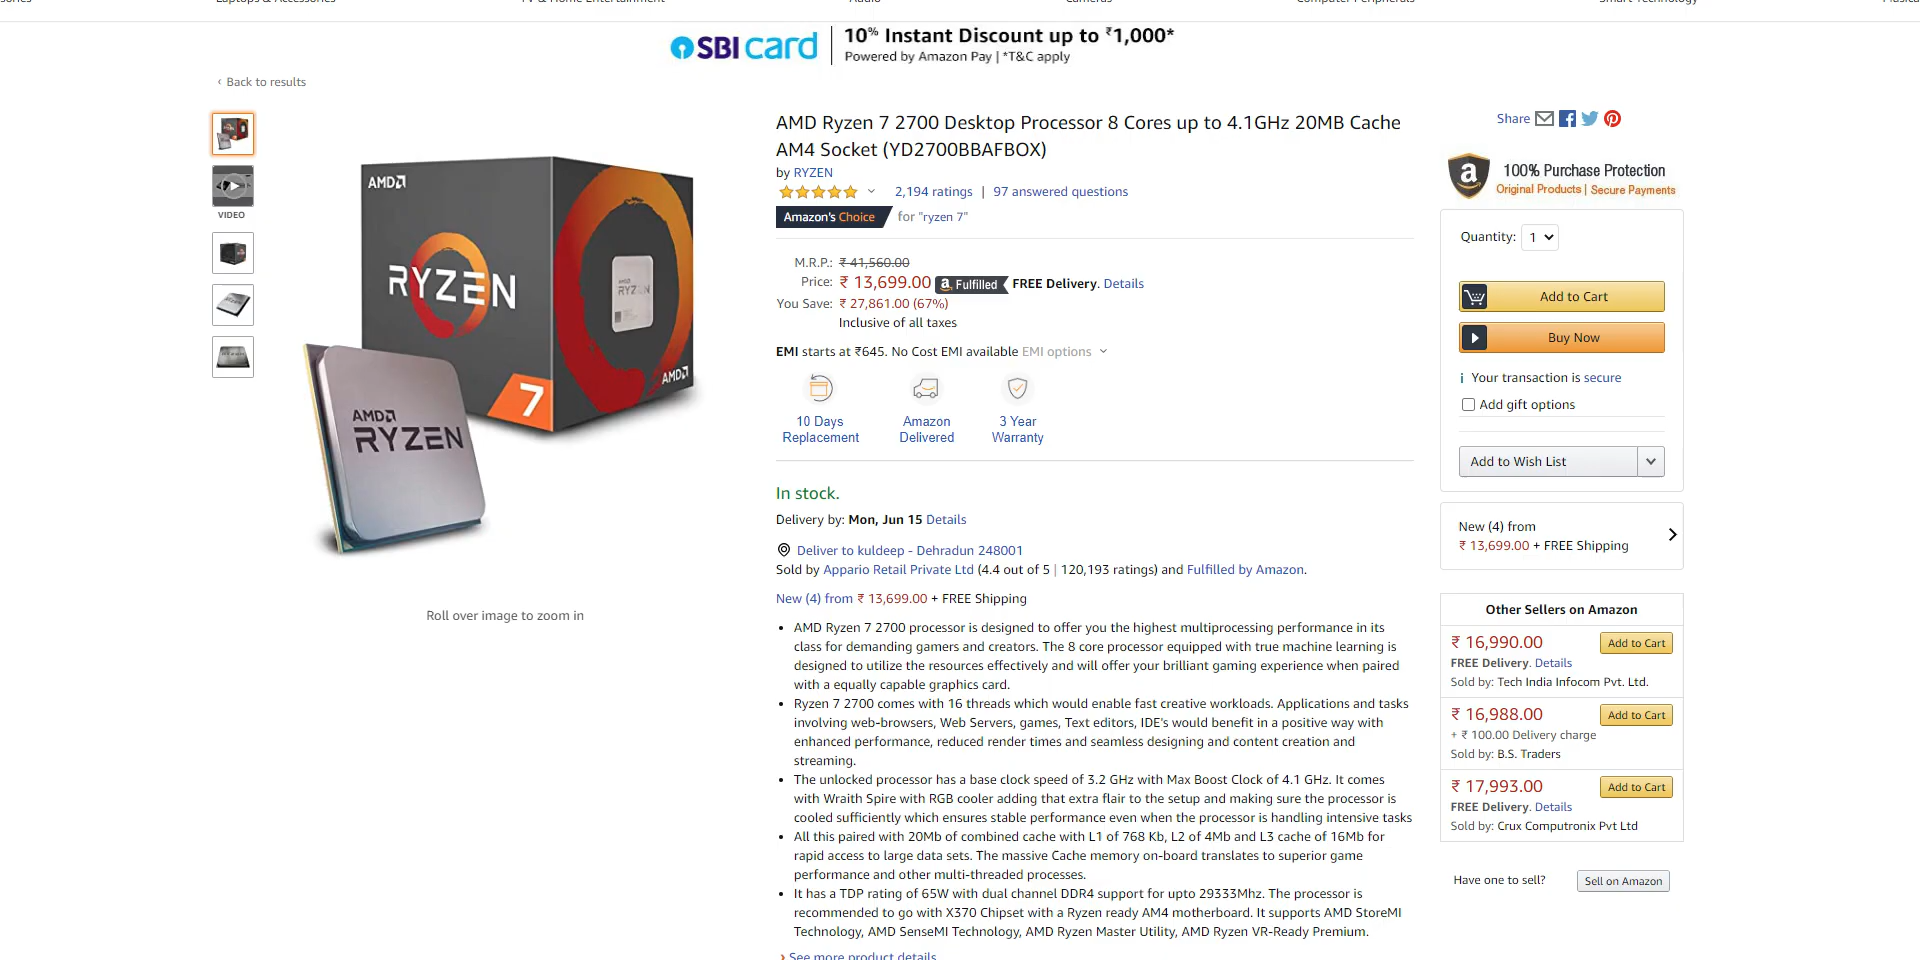 Laptops & Accessories TV & Home Entertainment Audio Cameras Computer Peripherals Smart Technology
SBI card 10% Instant Discount up to ₹1,000*
Powered by Amazon Pay | *T&C apply
‹ Back to results
VIDEO
AMD
RYZEN
7
AMD
RYZEN
AMD
AMD
RYZEN
Roll over image to zoom in
AMD Ryzen 7 2700 Desktop Processor 8 Cores up to 4.1GHz 20MB Cache
AM4 Socket (YD2700BBAFBOX)
by RYZEN
2,194 ratings | 97 answered questions
Amazon's Choice for "ryzen 7"
M.R.P.: ₹ 41,560.00
Price: ₹ 13,699.00 a Fulfilled FREE Delivery. Details
You Save: ₹ 27,861.00 (67%)
Inclusive of all taxes
EMI starts at ₹645. No Cost EMI available EMI options
10 Days Replacement
Amazon Delivered
3 Year Warranty
In stock.
Delivery by: Mon, Jun 15 Details
Deliver to kuldeep - Dehradun 248001
Sold by Appario Retail Private Ltd (4.4 out of 5 | 120,193 ratings) and Fulfilled by Amazon.
New (4) from ₹ 13,699.00 + FREE Shipping
• AMD Ryzen 7 2700 processor is designed to offer you the highest multiprocessing performance in its
class for demanding gamers and creators. The 8 core processor equipped with true machine learning is
designed to utilize the resources effectively and will offer your brilliant gaming experience when paired
with a equally capable graphics card.
• Ryzen 7 2700 comes with 16 threads which would enable fast creative workloads. Applications and tasks
involving web-browsers, Web Servers, games, Text editors, IDE's would benefit in a positive way with
enhanced performance, reduced render times and seamless designing and content creation and
streaming.
• The unlocked processor has a base clock speed of 3.2 GHz with Max Boost Clock of 4.1 GHz. It comes
with Wraith Spire with RGB cooler adding that extra flair to the setup and making sure the processor is
cooled sufficiently which ensures stable performance even when the processor is handling intensive tasks
• All this paired with 20Mb of combined cache with L1 of 768 Kb, L2 of 4Mb and L3 cache of 16Mb for
rapid access to large data sets. The massive Cache memory on-board translates to superior game
performance and other multi-threaded processes.
• It has a TDP rating of 65W with dual channel DDR4 support for upto 29333Mhz. The processor is
recommended to go with X370 Chipset with a Ryzen ready AM4 motherboard. It supports AMD StoreMI
Technology, AMD SenseMI Technology, AMD Ryzen Master Utility, AMD Ryzen VR-Ready Premium.
› See more product details
Share
a 100% Purchase Protection
Original Products | Secure Payments
Quantity: 1
Add to Cart
Buy Now
Your transaction is secure
Add gift options
Add to Wish List
New (4) from
₹ 13,699.00 + FREE Shipping
Other Sellers on Amazon
₹ 16,990.00 Add to Cart
FREE Delivery. Details
Sold by: Tech India Infocom Pvt. Ltd.
₹ 16,988.00 Add to Cart
+ ₹ 100.00 Delivery charge
Sold by: B.S. Traders
₹ 17,993.00 Add to Cart
FREE Delivery. Details
Sold by: Crux Computronix Pvt Ltd
Have one to sell? Sell on Amazon